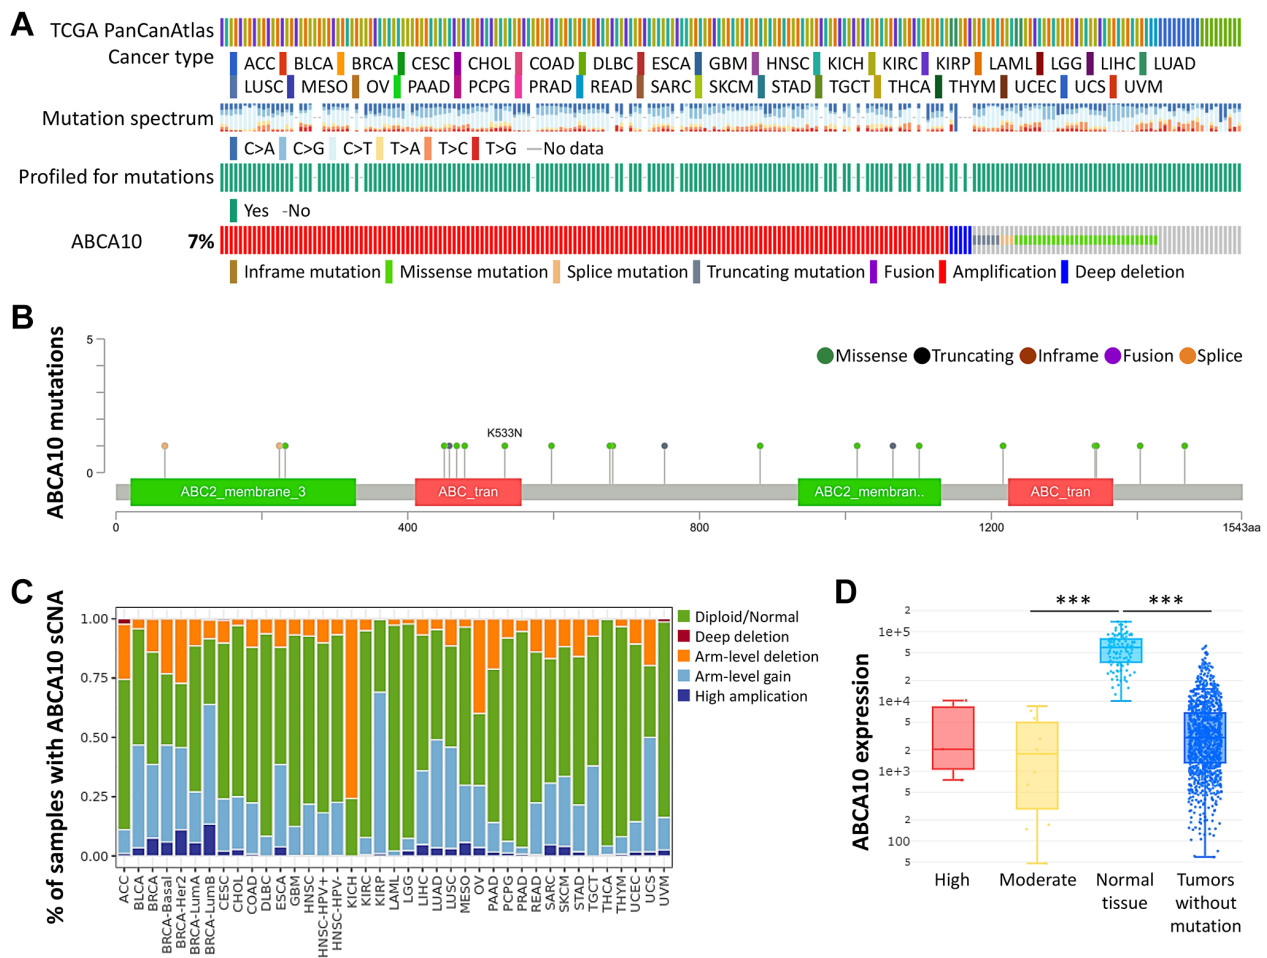 A
TCGA PanCanAtlas
Cancer type
ACC BLCA BRCA CESC CHOL COAD DLBC ESCA GBM HNSC KICH KIRC KIRP LAML LGG LIHC LUAD
LUSC MESO OV PAAD PCPG PRAD READ SARC SKCM STAD TGCT THCA THYM UCEC UCS UVM
Mutation spectrum
C>A C>G C>T T>A T>C T>G —No data
Profiled for mutations
Yes -No
ABCA10 7%
Inframe mutation Missense mutation Splice mutation Truncating mutation Fusion Amplification Deep deletion
B
ABCA10 mutations
5
0
Missense Truncating Inframe Fusion Splice
K533N
ABC2_membrane_3 ABC_tran ABC2_membran.. ABC_tran
0 400 800 1200 1543aa
C
% of samples with ABCA10 sCNA
1.00
0.75
0.50
0.25
0.00
Diploid/Normal
Deep deletion
Arm-level deletion
Arm-level gain
High amplication
ACC
BLCA
BRCA
BRCA-Basal
BRCA-Her2
BRCA-LumA
BRCA-LumB
CESC
CHOL
COAD
DLBC
ESCA
GBM
HNSC
HNSC-HPV+
HNSC-HPV-
KICH
KIRC
KIRP
LAML
LGG
LIHC
LUAD
LUSC
MESO
OV
PAAD
PCPG
PRAD
READ
SARC
SKCM
STAD
TGCT
THCA
THYM
UCEC
UCS
UVM
D
ABCA10 expression
*** ***
2
1e+5
5
2
1e+4
5
2
1e+3
5
2
100
5
High Moderate Normal tissue Tumors without mutation